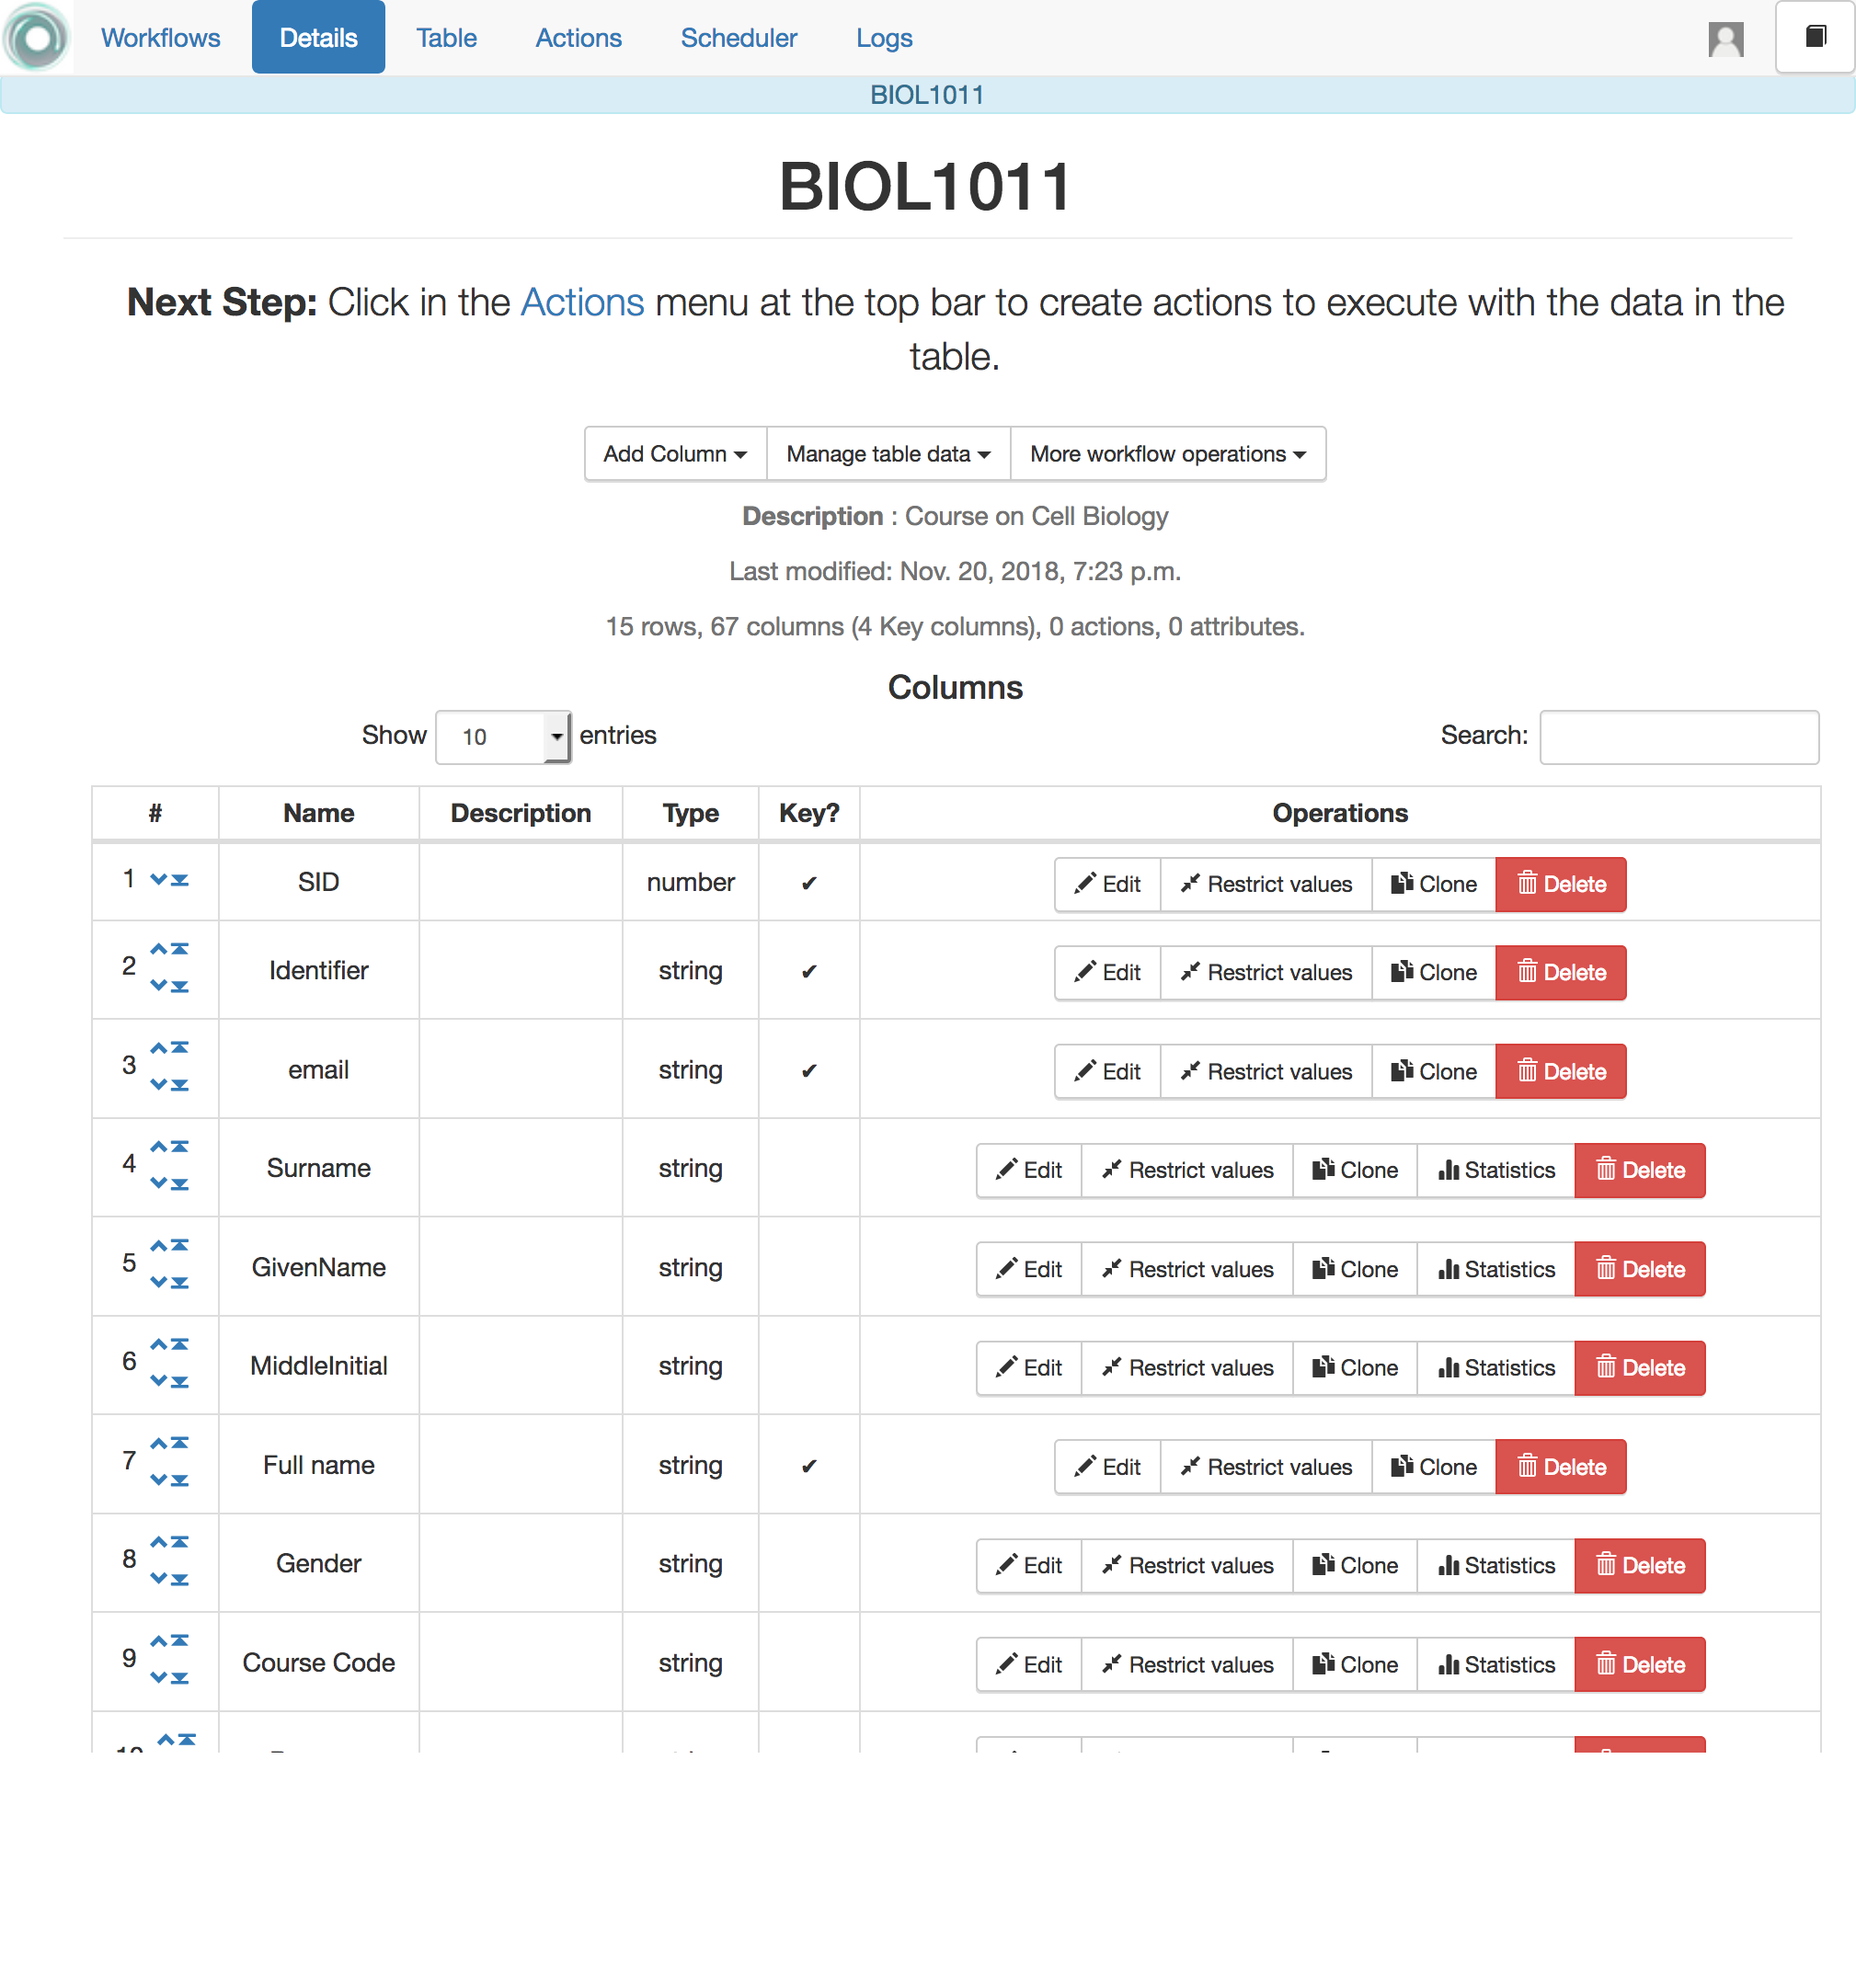 Workflows Details Table Actions Scheduler Logs
BIOL1011
BIOL1011
Next Step: Click in the Actions menu at the top bar to create actions to execute with the data in the
table.
Add Column Manage table data More workflow operations
Description : Course on Cell Biology
Last modified: Nov. 20, 2018, 7:23 p.m.
15 rows, 67 columns (4 Key columns), 0 actions, 0 attributes.
Columns
Show 10 entries Search:
# Name Description Type Key? Operations
1 SID number ✔ Edit Restrict values Clone Delete
2 Identifier string ✔ Edit Restrict values Clone Delete
3 email string ✔ Edit Restrict values Clone Delete
4 Surname string Edit Restrict values Clone Statistics Delete
5 GivenName string Edit Restrict values Clone Statistics Delete
6 MiddleInitial string Edit Restrict values Clone Statistics Delete
7 Full name string ✔ Edit Restrict values Clone Delete
8 Gender string Edit Restrict values Clone Statistics Delete
9 Course Code string Edit Restrict values Clone Statistics Delete